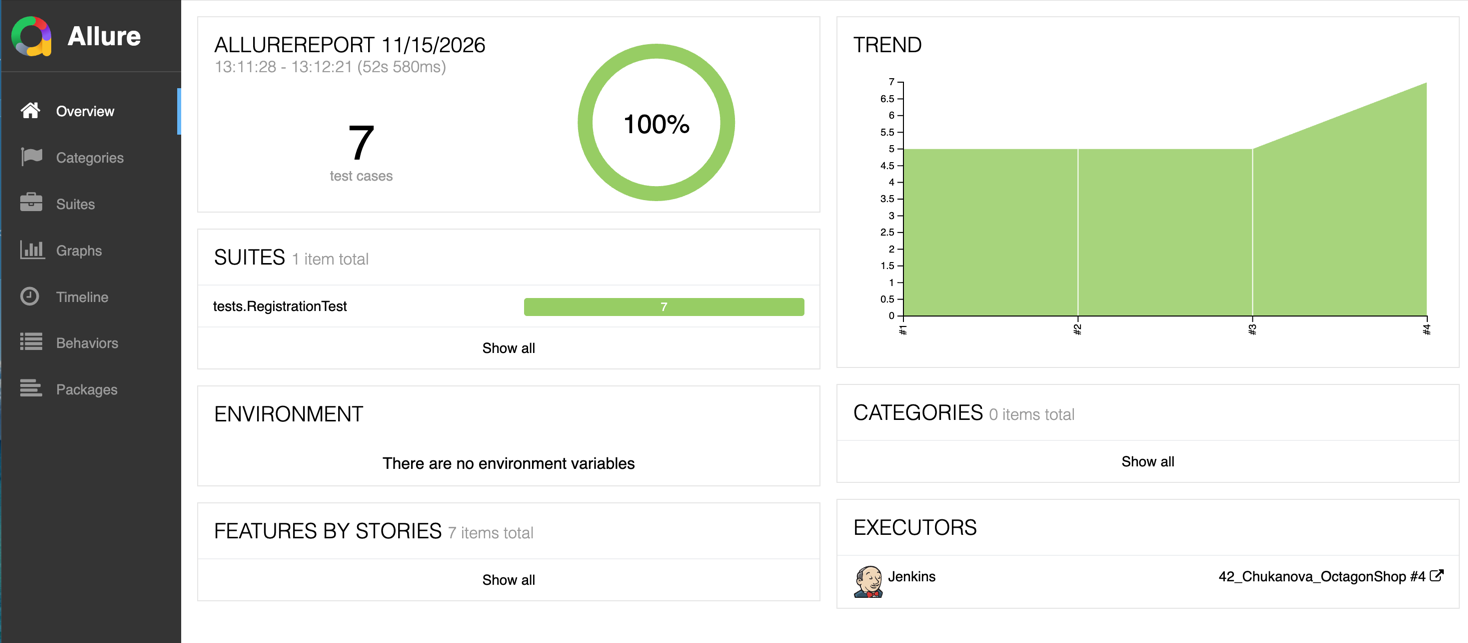 Allure
Overview
Categories
Suites
Graphs
Timeline
Behaviors
Packages
ALLUREREPORT 11/15/2026
13:11:28 - 13:12:21 (52s 580ms)
7
test cases
100%
SUITES 1 item total
tests.RegistrationTest 7
Show all
ENVIRONMENT
There are no environment variables
FEATURES BY STORIES 7 items total
Show all
TREND
7
6.5
6
5.5
5
4.5
4
3.5
3
2.5
2
1.5
1
0.5
0
#1 #2 #3 #4
CATEGORIES 0 items total
Show all
EXECUTORS
Jenkins 42_Chukanova_OctagonShop #4